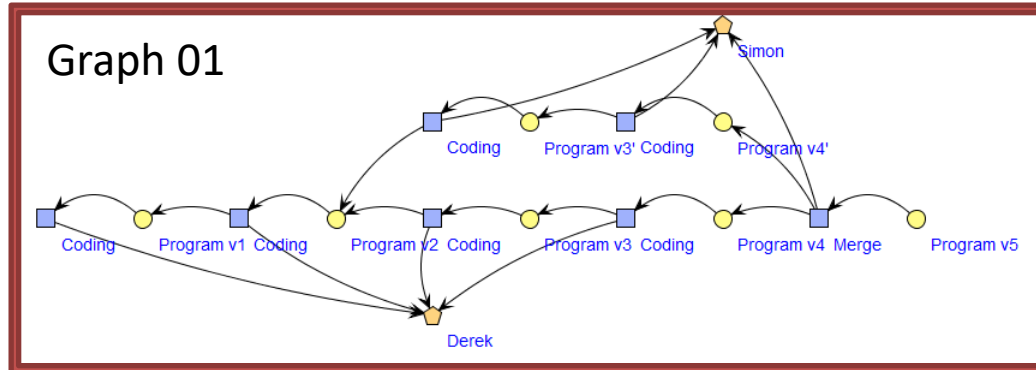 Graph 01
Simon
Coding Program v3' Coding Program v4'
Coding Program v1 Coding Program v2 Coding Program v3 Coding Program v4 Merge Program v5
Derek